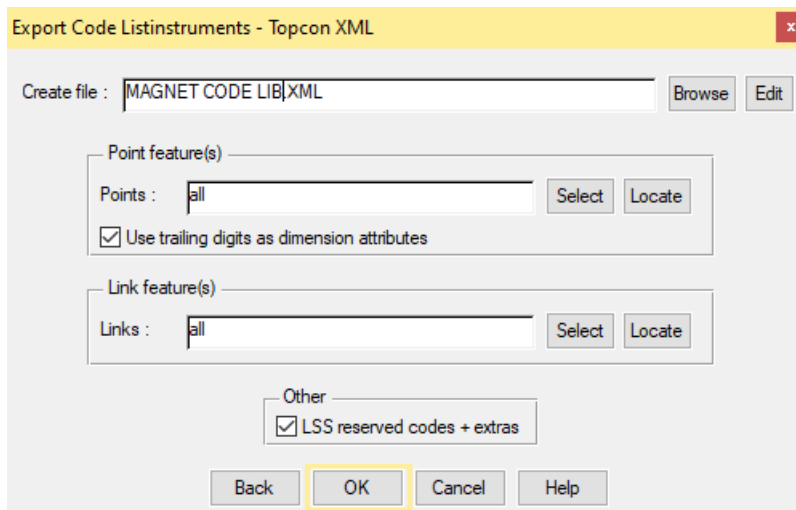 Export Code Listinstruments - Topcon XML
x
Create file : MAGNET CODE LIB.XML Browse Edit
Point feature(s)
Points : all Select Locate
Use trailing digits as dimension attributes
Link feature(s)
Links : all Select Locate
Other
LSS reserved codes + extras
Back OK Cancel Help